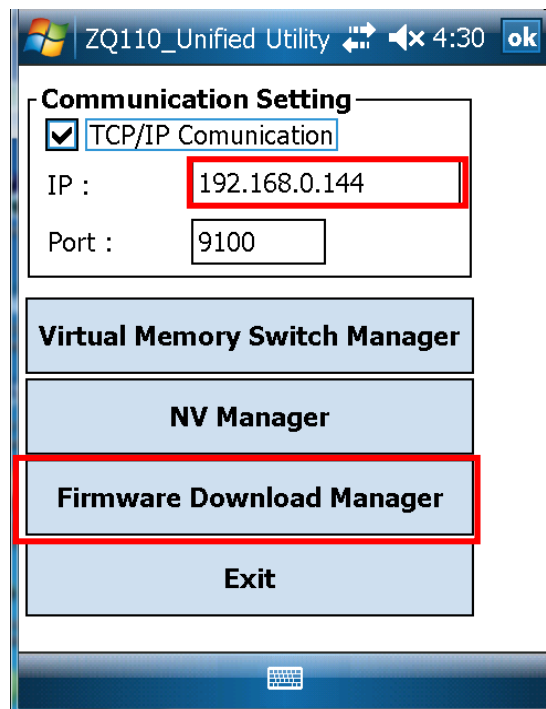 ZQ110_Unified Utility 4:30 ok
Communication Setting
TCP/IP Comunication
IP : 192.168.0.144
Port : 9100
Virtual Memory Switch Manager
NV Manager
Firmware Download Manager
Exit